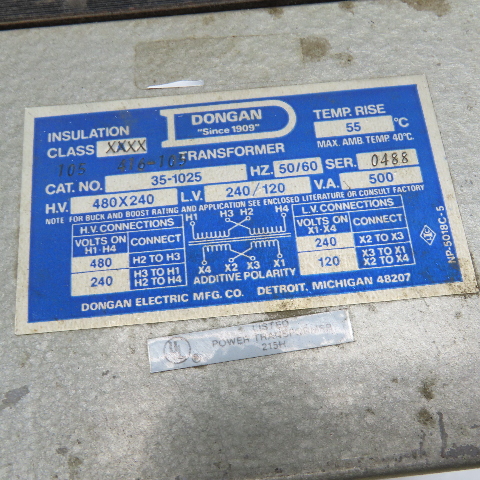 DONGAN
"Since 1909"
TRANSFORMER
INSULATION
CLASS XXXX
105
TEMP. RISE
55 °C
MAX. AMB. TEMP. 40°C.
CAT. NO. 35-1025 HZ. 50/60 SER. 0488
H.V. 480X240 L.V. 240/120 V.A. 500
NOTE FOR BUCK AND BOOST RATING AND APPLICATION SEE ENCLOSED LITERATURE OR CONSULT FACTORY
H.V. CONNECTIONS
VOLTS ON H1-H4 CONNECT
480 H2 TO H3
240 H3 TO H1
H2 TO H4
H1 H3 H2 H4
X4 X2 X3 X1
ADDITIVE POLARITY
L.V. CONNECTIONS
VOLTS ON X1-X4 CONNECT
240 X2 TO X3
120 X3 TO X1
X2 TO X4
DONGAN ELECTRIC MFG. CO. DETROIT, MICHIGAN 48207
NP-5018C-5
LISTED
POWER TRANSFORMER
215H